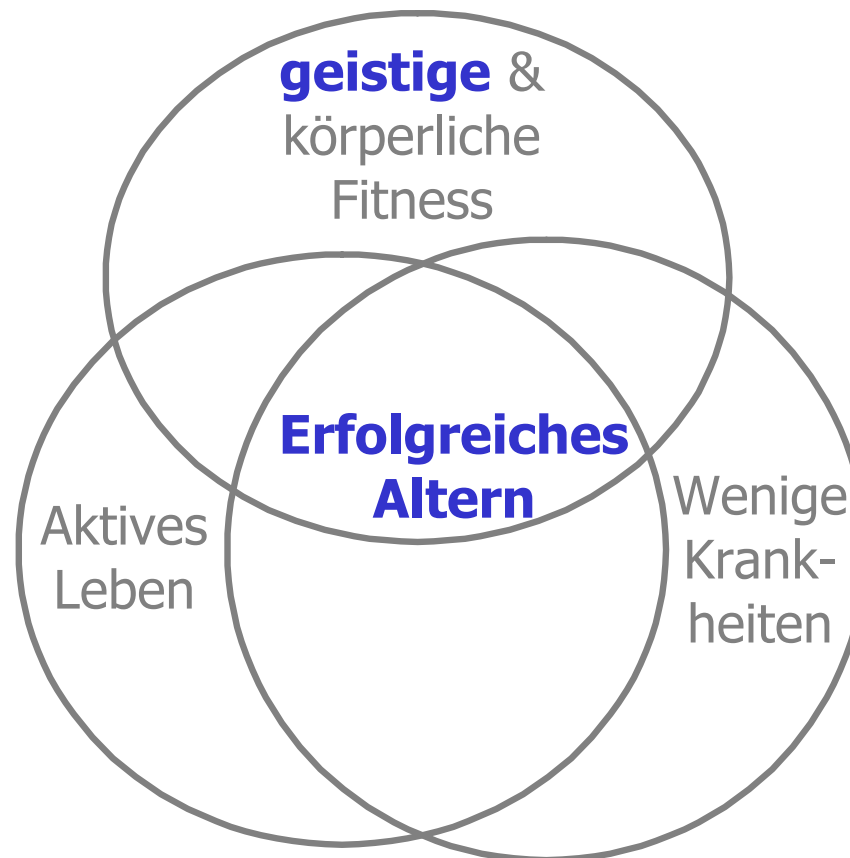 geistige &
körperliche
Fitness
Erfolgreiches
Altern
Aktives
Leben
Wenige
Krank-
heiten